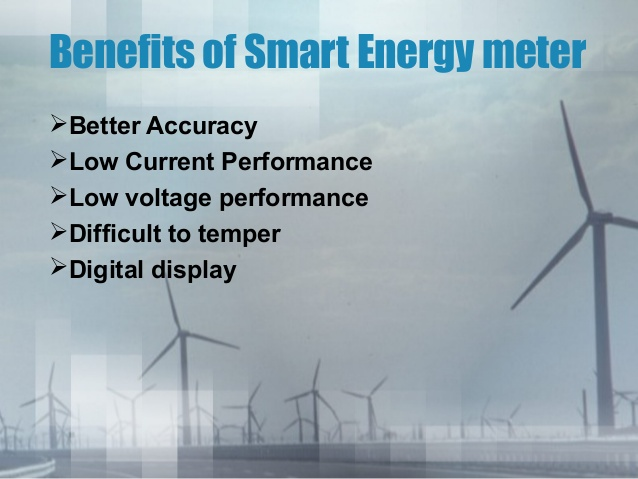 Benefits of Smart Energy meter
➢Better Accuracy
➢Low Current Performance
➢Low voltage performance
➢Difficult to temper
➢Digital display